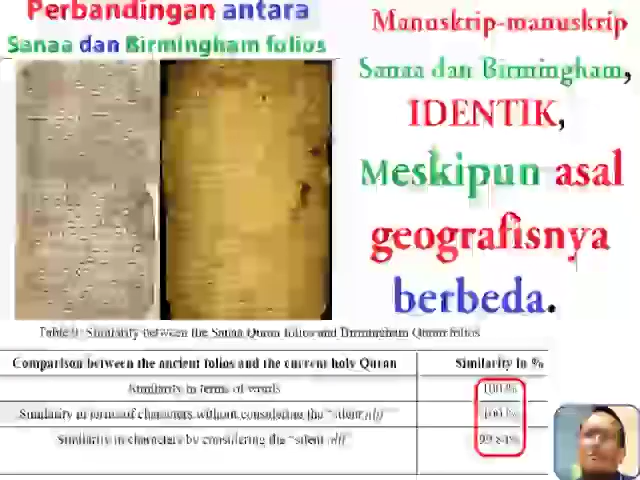 Perbandingan antara
Sanaa dan Birmingham folios
Manuskrip-manuskrip
Sanaa dan Birmingham,
IDENTIK,
Meskipun asal
geografisnya
berbeda.
Table 9: Similarity between the Sanaa Quran folios and Birmingham Quran folios
Comparison between the ancient folios and the current holy Quran Similarity in %
Similarity in terms of words 100 %
Similarity in terms of characters without considering the "silent alif" 100 %
Similarity in characters by considering the "silent alif"